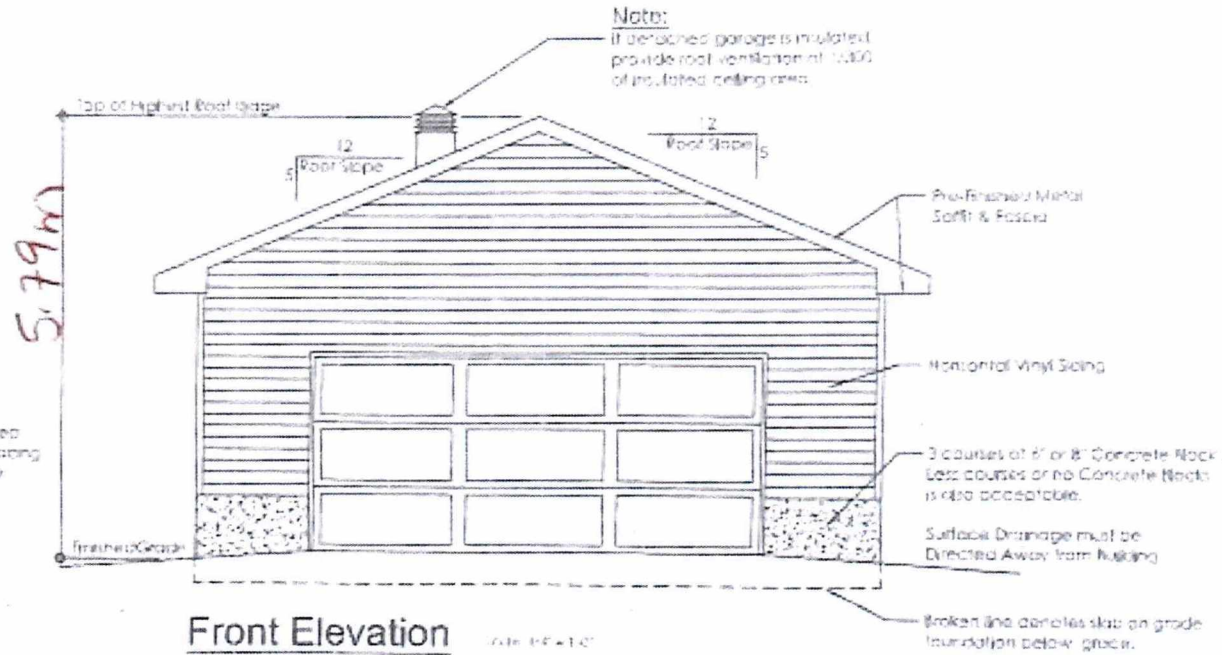 Note:
If detached garage is insulated
provide roof ventilation at
of insulated ceiling area
Top of Highest Roof Ridge
12
Roof Slope
5
12
Roof Slope
5
5.79m
Pre-Finished Metal
Soffit & Fascia
Horizontal Vinyl Siding
3 courses of 6" or 8" Concrete Block
Less courses or no Concrete Blocks
is also acceptable.
Surface Drainage must be
Directed Away from Building
Finished Grade
Broken line denotes slab on grade
foundation below grade.
Front Elevation